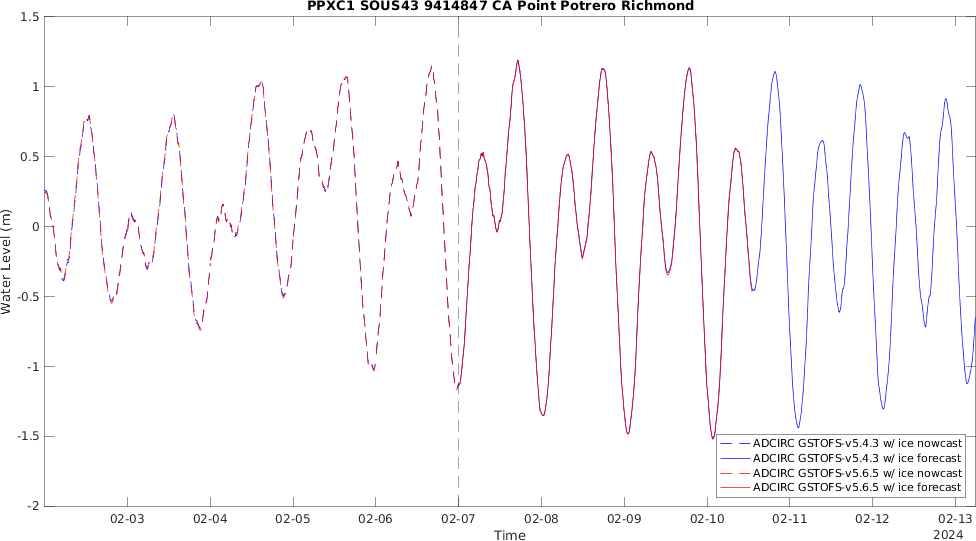 PPXC1 SOUS43 9414847 CA Point Potrero Richmond
1.5
1
0.5
0
-0.5
-1
-1.5
-2
Water Level (m)
02-03 02-04 02-05 02-06 02-07 02-08 02-09 02-10 02-11 02-12 02-13
2024
Time
ADCIRC GSTOFS-v5.4.3 w/ ice nowcast
ADCIRC GSTOFS-v5.4.3 w/ ice forecast
ADCIRC GSTOFS-v5.6.5 w/ ice nowcast
ADCIRC GSTOFS-v5.6.5 w/ ice forecast